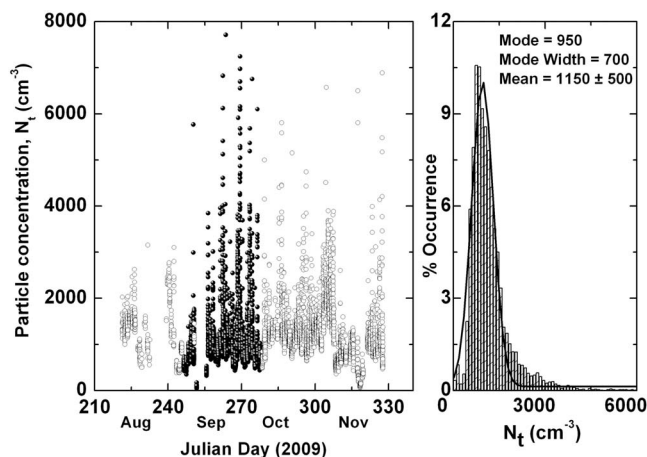 Particle concentration, Nt (cm-3)
8000
6000
4000
2000
0
210
240
270
300
330
Aug
Sep
Oct
Nov
Julian Day (2009)
% Occurrence
12
9
6
3
0
Mode = 950
Mode Width = 700
Mean = 1150 ± 500
0
3000
6000
Nt (cm-3)